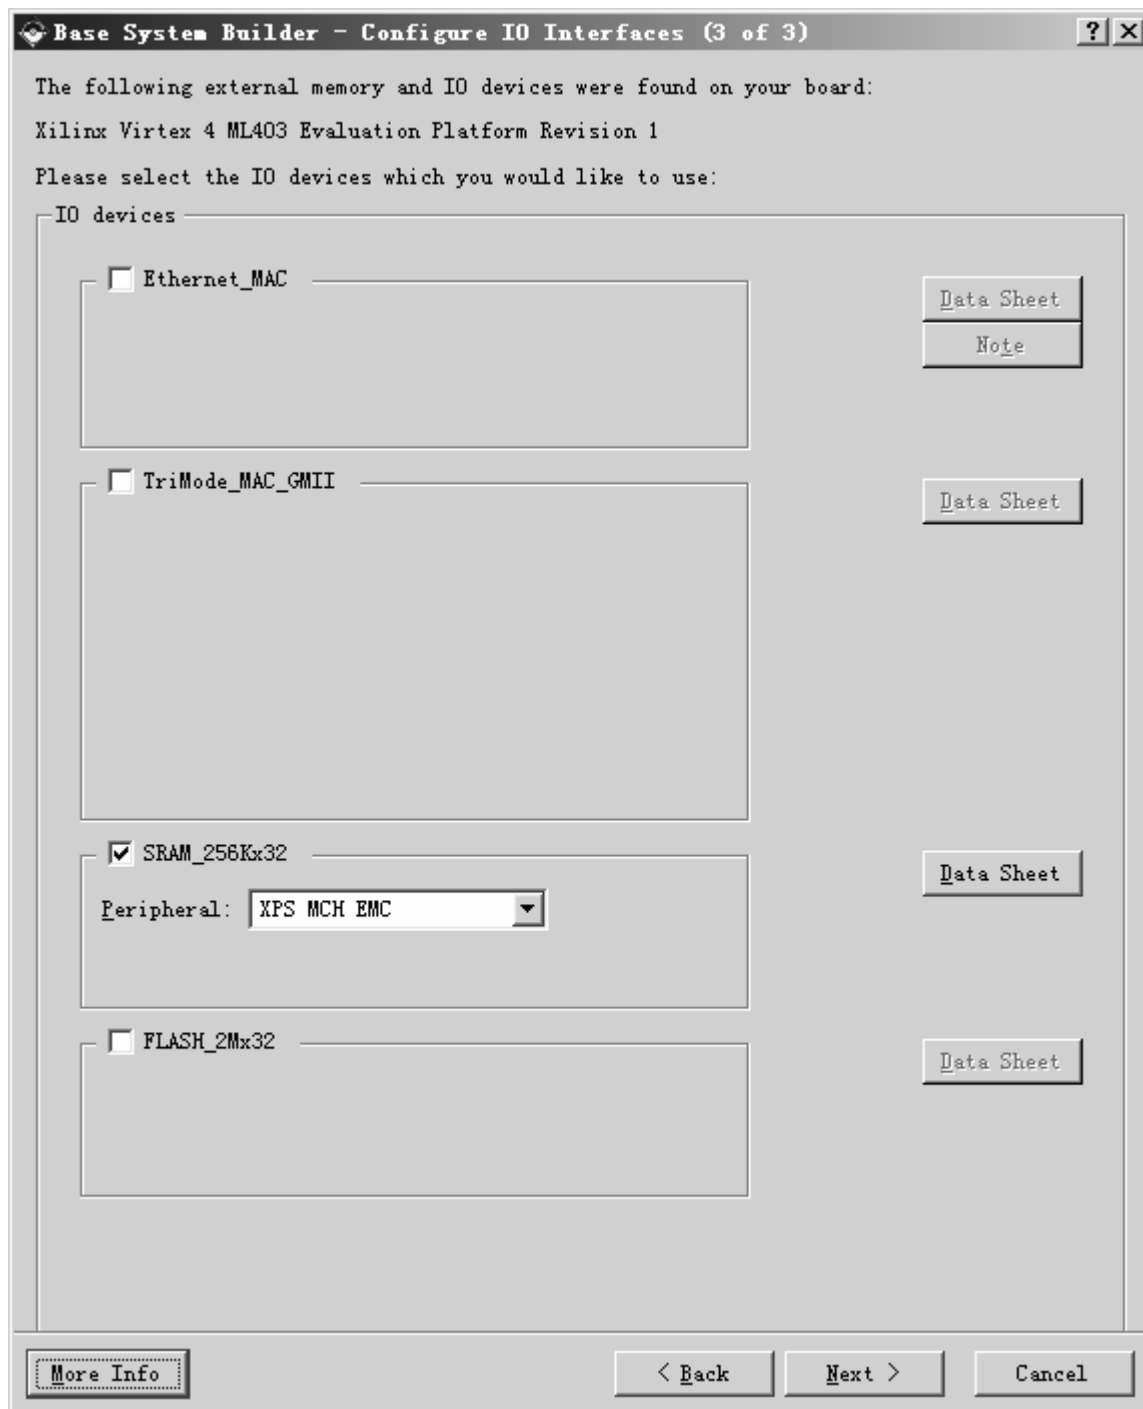 Base System Builder - Configure IO Interfaces (3 of 3)
The following external memory and IO devices were found on your board:
Xilinx Virtex 4 ML403 Evaluation Platform Revision 1
Please select the IO devices which you would like to use:
IO devices
Ethernet_MAC
Data Sheet
Note
TriMode_MAC_GMII
Data Sheet
SRAM_256Kx32
Data Sheet
Peripheral: XPS MCH EMC
FLASH_2Mx32
Data Sheet
More Info < Back Next > Cancel